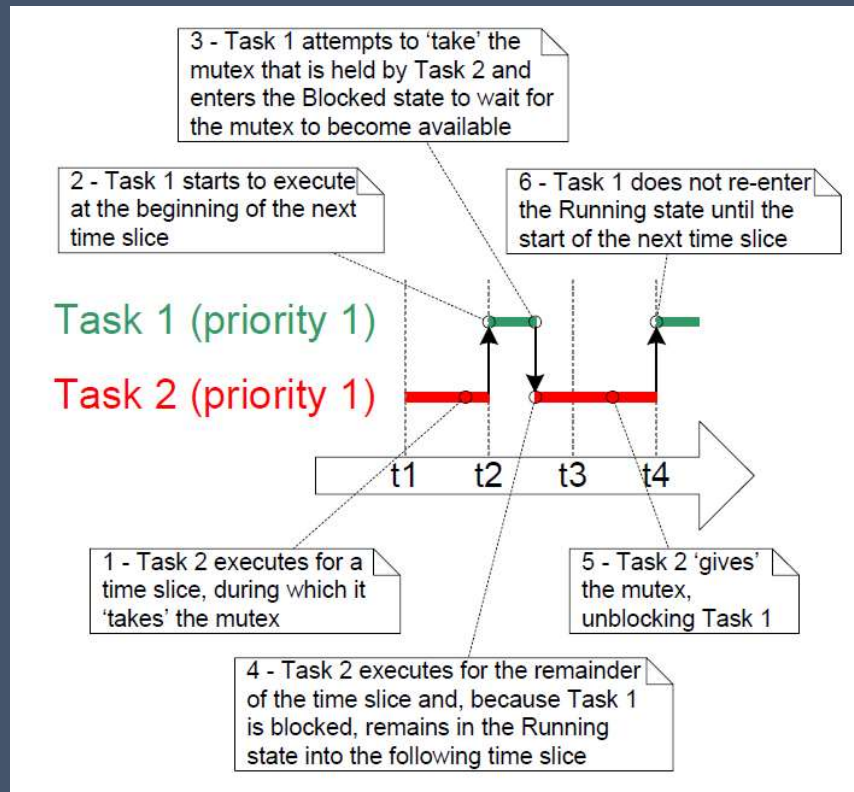 3 - Task 1 attempts to ‘take’ the
mutex that is held by Task 2 and
enters the Blocked state to wait for
the mutex to become available
2 - Task 1 starts to execute
at the beginning of the next
time slice
6 - Task 1 does not re-enter
the Running state until the
start of the next time slice
Task 1 (priority 1)
Task 2 (priority 1)
t1 t2 t3 t4
1 - Task 2 executes for a
time slice, during which it
‘takes’ the mutex
5 - Task 2 ‘gives’
the mutex,
unblocking Task 1
4 - Task 2 executes for the remainder
of the time slice and, because Task 1
is blocked, remains in the Running
state into the following time slice